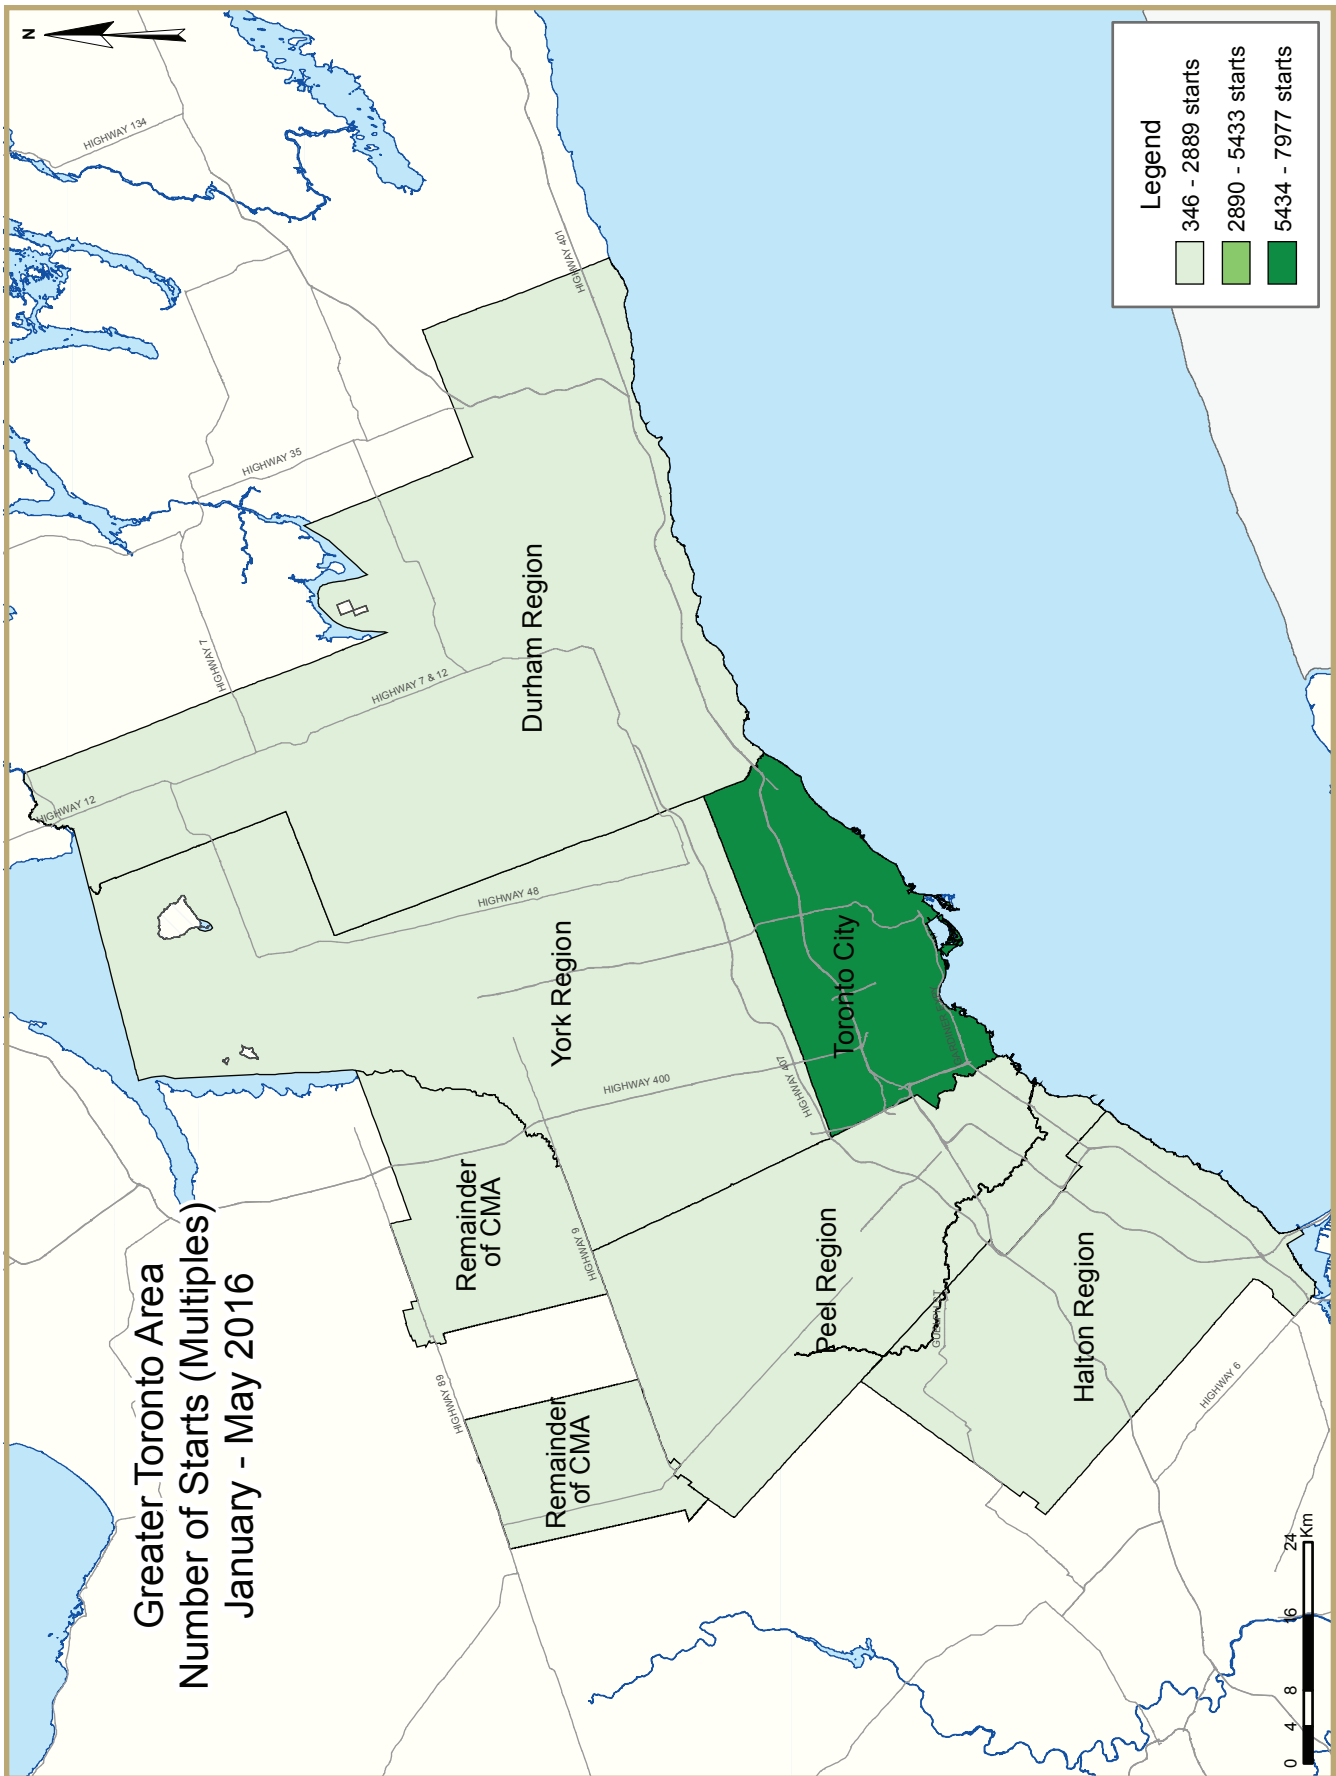 Greater Toronto Area
Number of Starts (Multiples)
January - May 2016
N
HIGHWAY 134
HIGHWAY 401
HIGHWAY 35
HIGHWAY 7
HIGHWAY 7 & 12
HIGHWAY 12
Durham Region
HIGHWAY 48
York Region
HIGHWAY 400
HIGHWAY 407
Toronto City
Remainder
of CMA
HIGHWAY 9
HIGHWAY 89
Remainder
of CMA
Peel Region
Halton Region
HIGHWAY 6
Legend
346 - 2889 starts
2890 - 5433 starts
5434 - 7977 starts
0 4 8 16 24
Km